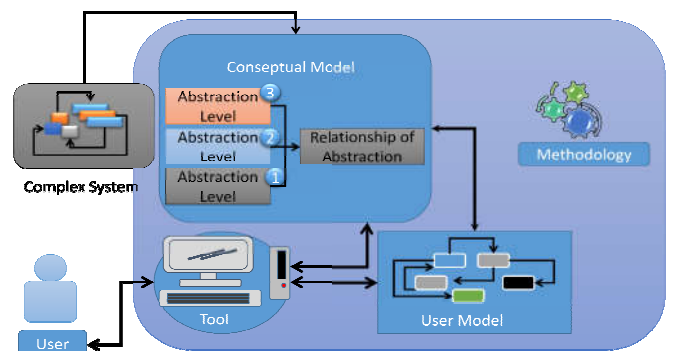 Conseptual Model
Abstraction
Level
3
Abstraction
Level
2
Abstraction
Level
1
Relationship of
Abstraction
Methodology
Complex System
Tool
User Model
User